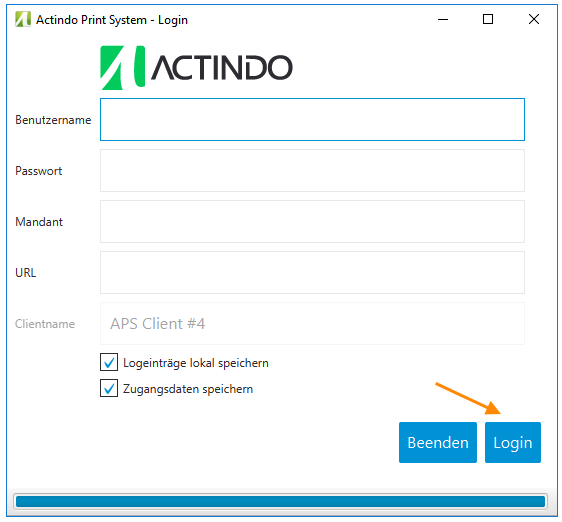 Actindo Print System - Login
ACTINDO
Benutzername
Passwort
Mandant
URL
Clientname
APS Client #4
Logeinträge lokal speichern
Zugangsdaten speichern
Beenden
Login